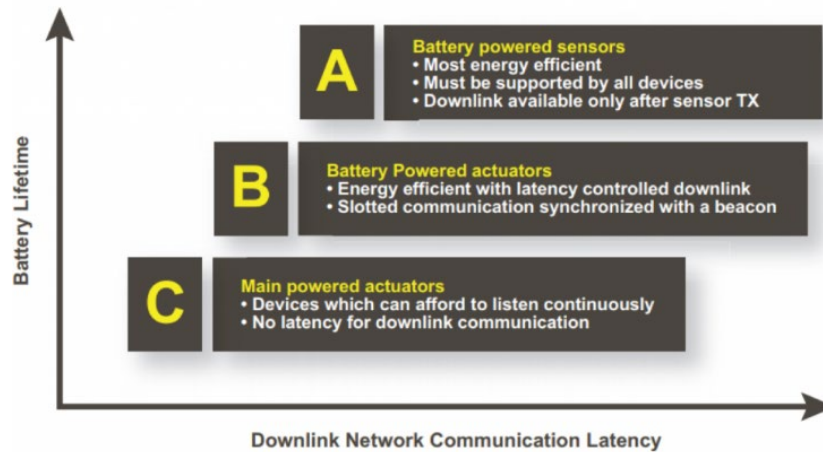 Battery Lifetime
A
Battery powered sensors
• Most energy efficient
• Must be supported by all devices
• Downlink available only after sensor TX
B
Battery Powered actuators
• Energy efficient with latency controlled downlink
• Slotted communication synchronized with a beacon
C
Main powered actuators
• Devices which can afford to listen continuously
• No latency for downlink communication
Downlink Network Communication Latency